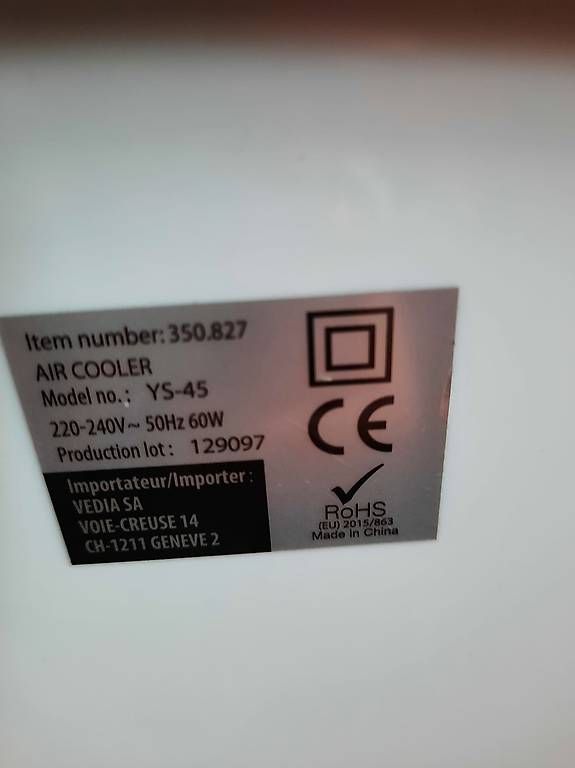 Item number: 350.827
AIR COOLER
Model no.: YS-45
220-240V~ 50Hz 60W
Production lot: 129097
Importateur/Importer:
VEDIA SA
VOIE-CREUSE 14
CH-1211 GENEVE 2
CE
RoHS
(EU) 2015/863
Made in China